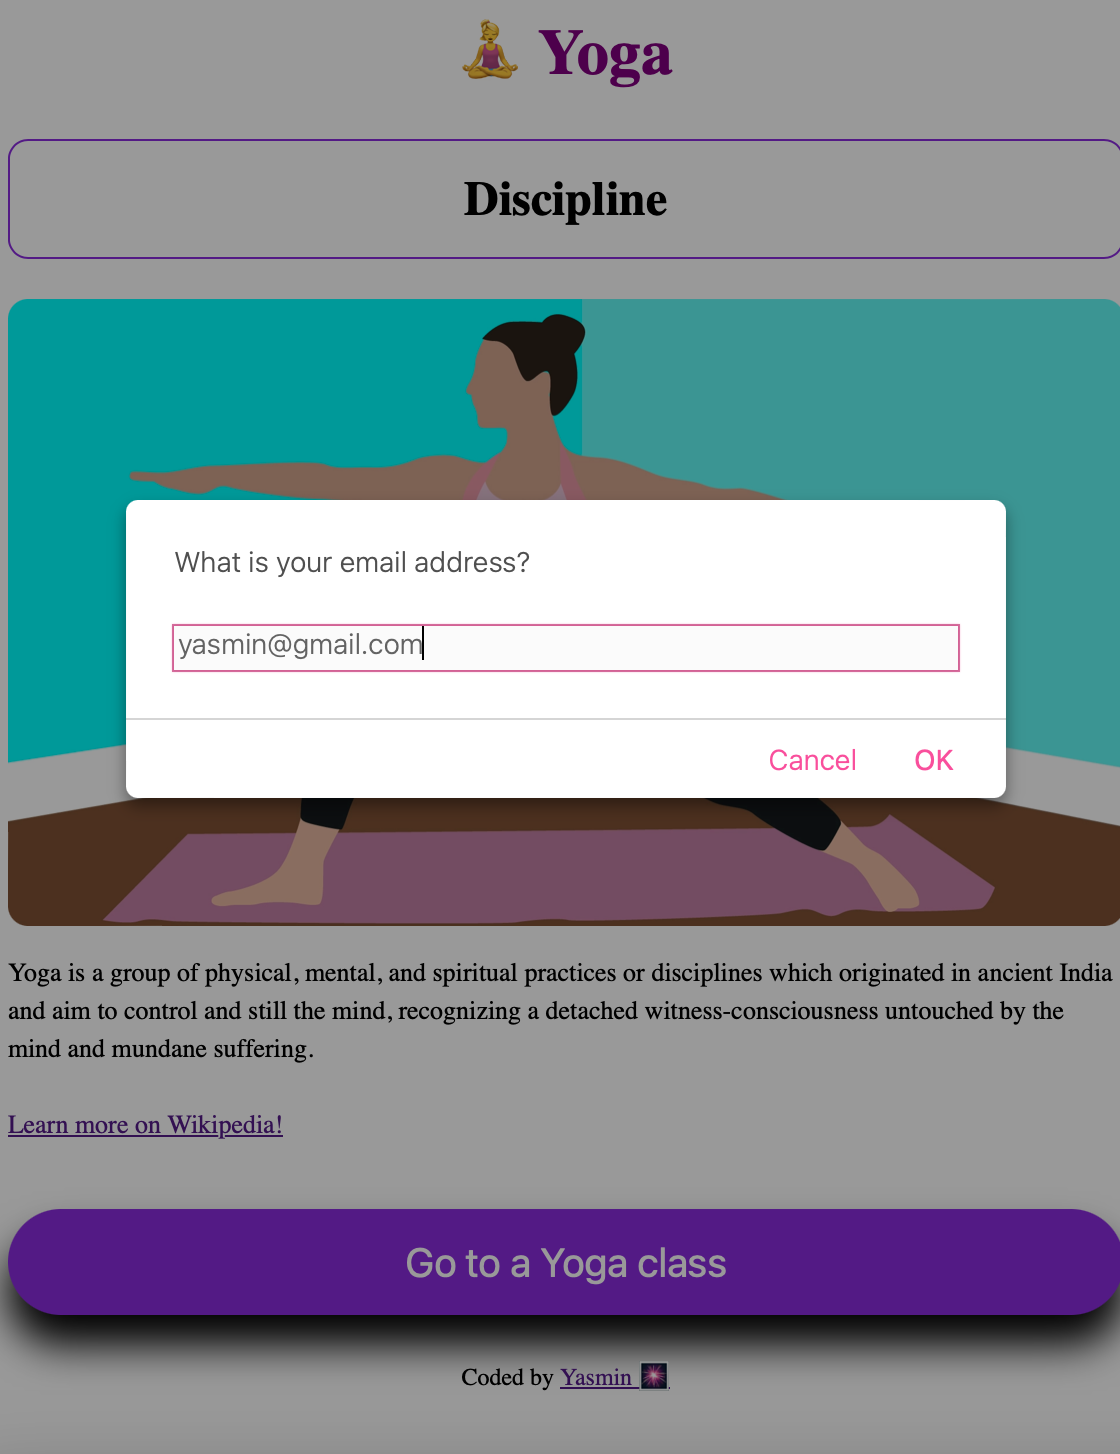 🧘‍♀️ Yoga
Discipline
What is your email address?
yasmin@gmail.com
Cancel OK
Yoga is a group of physical, mental, and spiritual practices or disciplines which originated in ancient India
and aim to control and still the mind, recognizing a detached witness-consciousness untouched by the
mind and mundane suffering.
Learn more on Wikipedia!
Go to a Yoga class
Coded by Yasmin 🎆